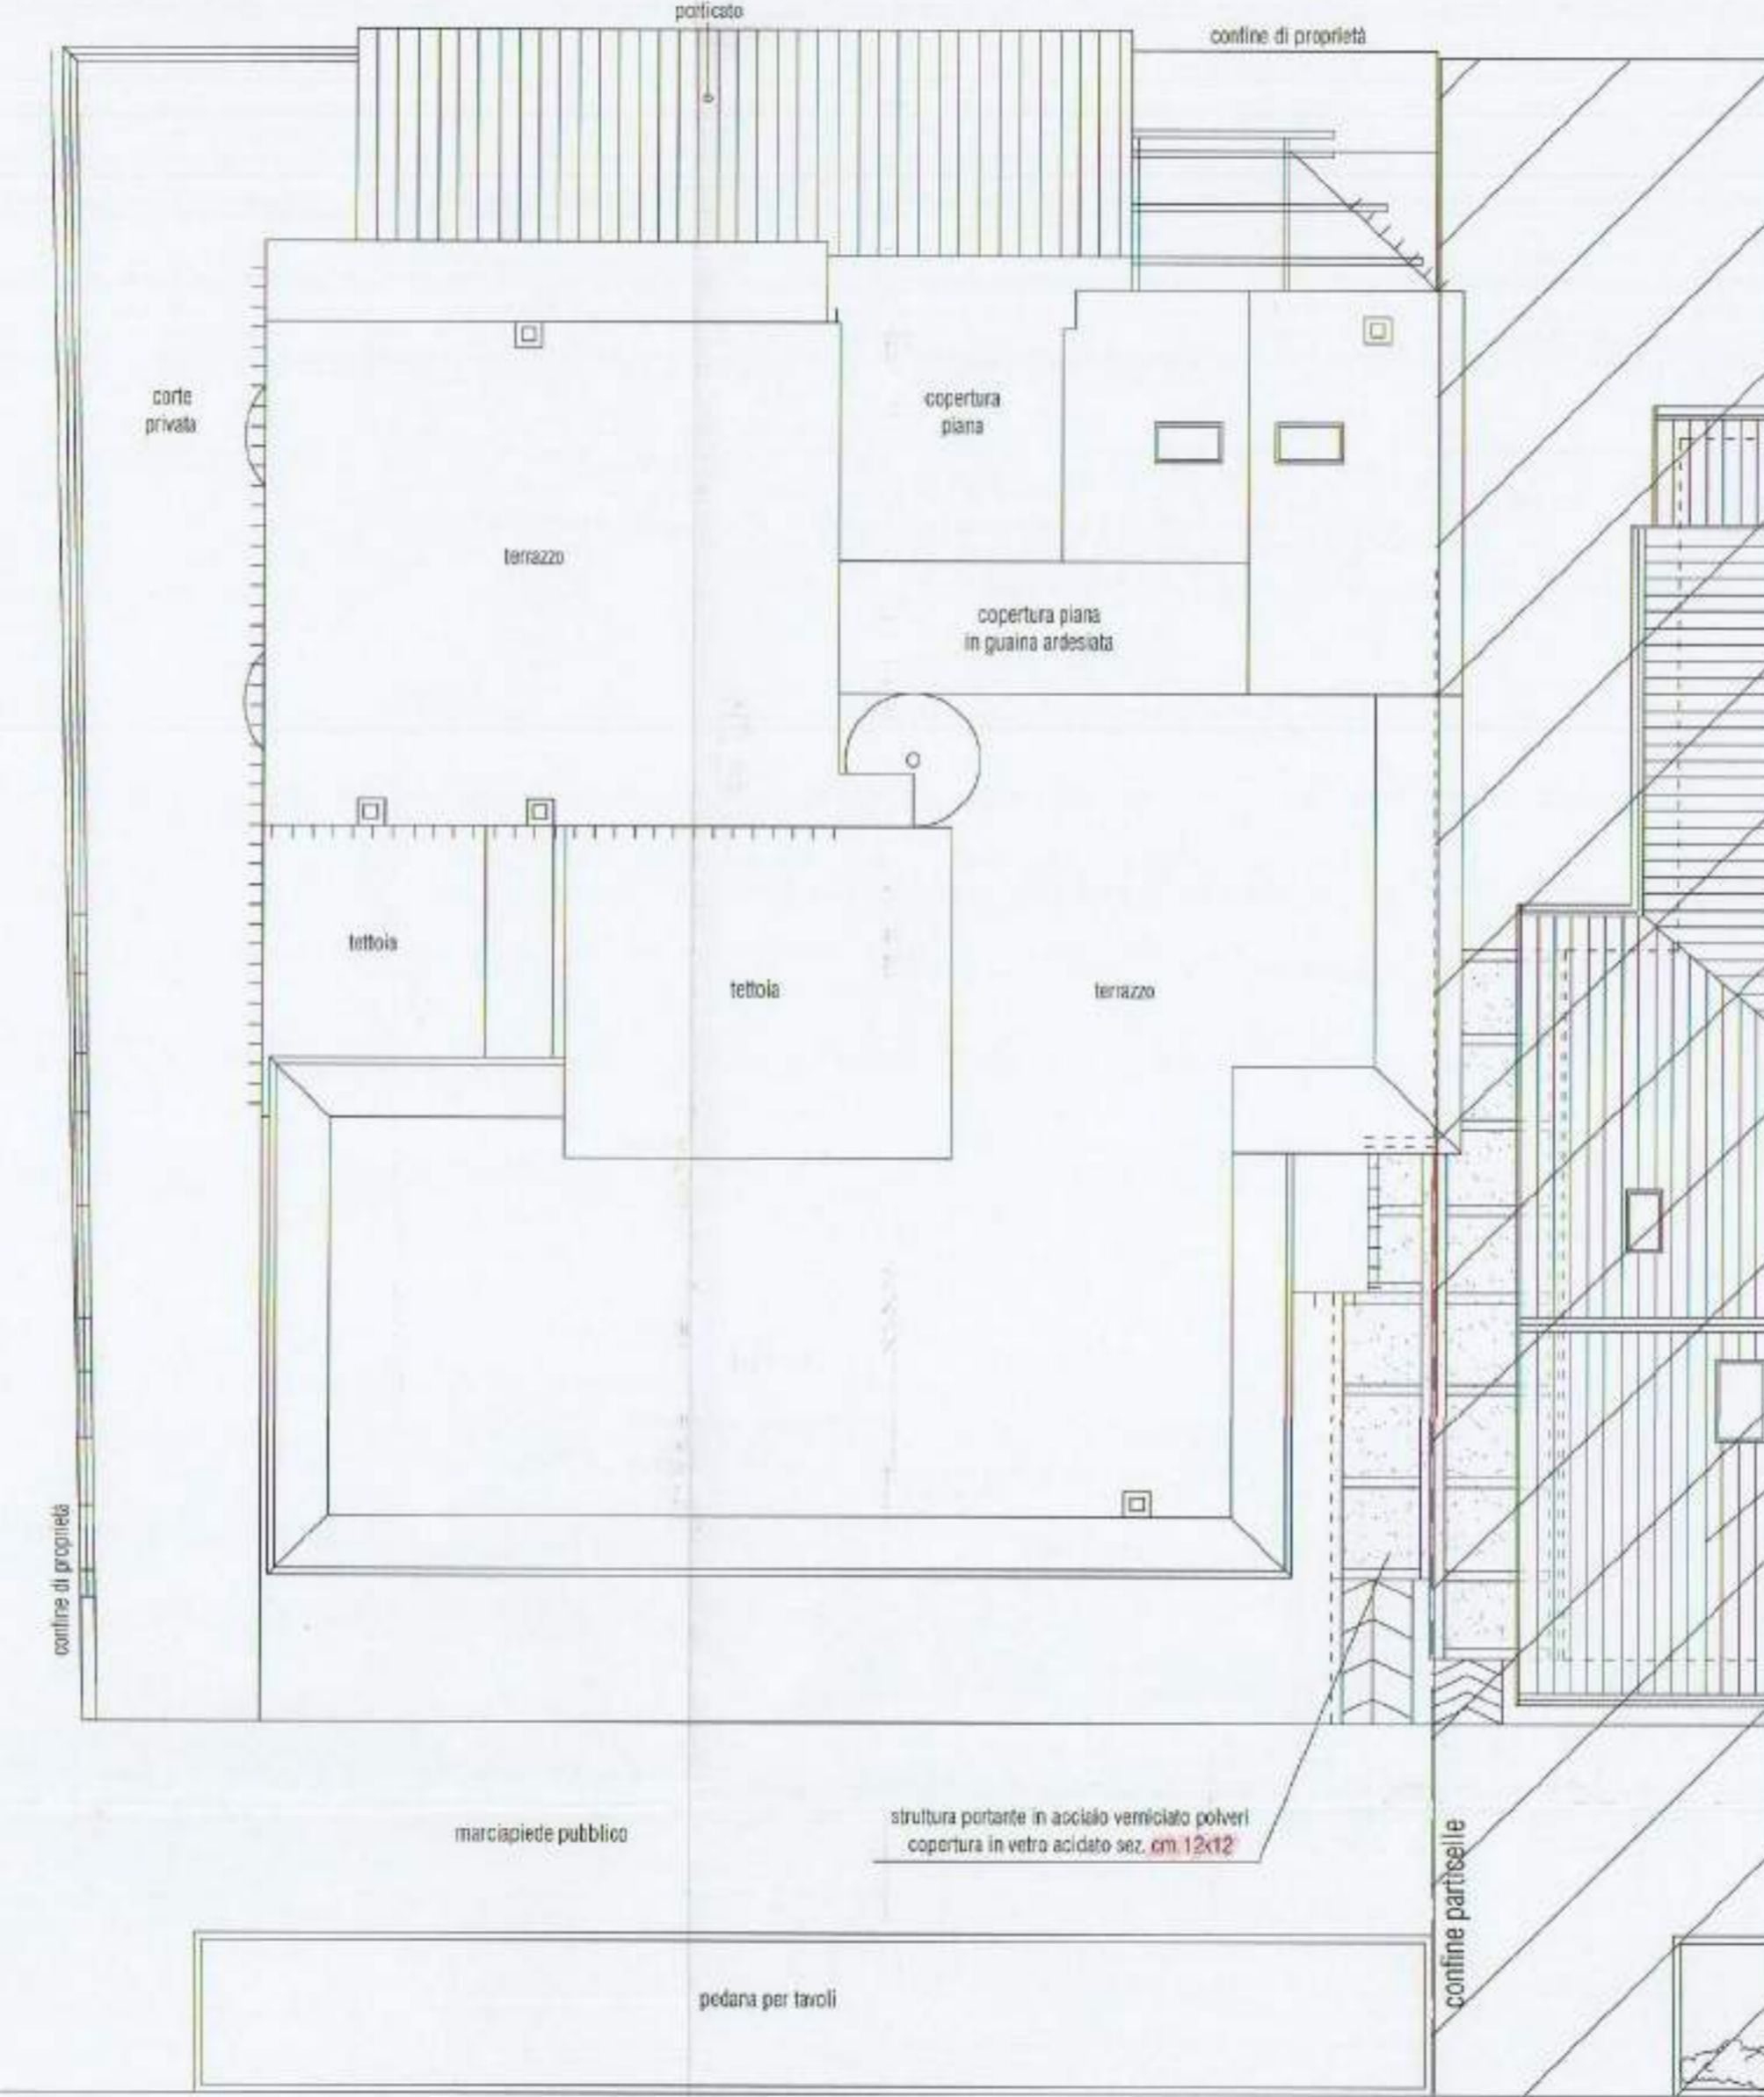 porticato
confine di proprietà
corte
privata
copertura
piana
terrazzo
copertura piana
in guaina ardesiata
tettoia
tettoia
terrazzo
confine di proprietà
struttura portante in acciaio verniciato polveri
copertura in vetro acidato sez. cm. 12x12
marciapiede pubblico
confine particelle
pedana per tavoli